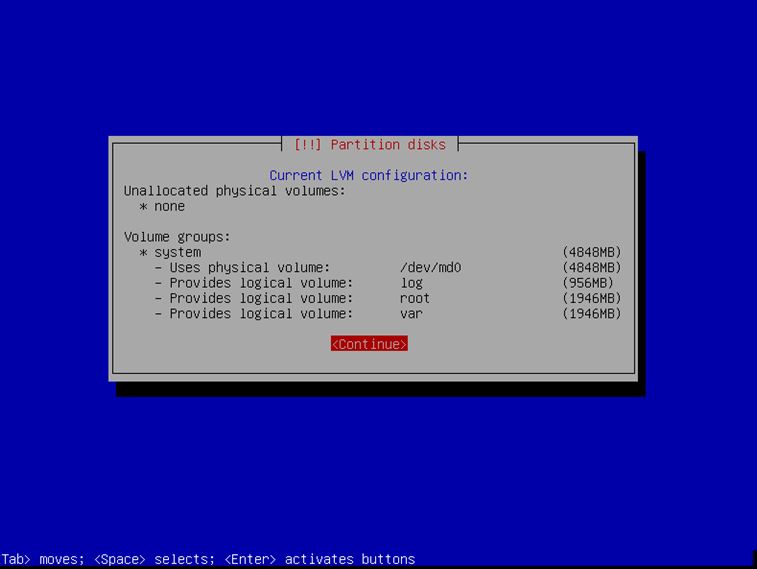 [!!] Partition disks
Current LVM configuration:
Unallocated physical volumes:
* none
Volume groups:
* system (4848MB)
- Uses physical volume: /dev/md0 (4848MB)
- Provides logical volume: log (956MB)
- Provides logical volume: root (1946MB)
- Provides logical volume: var (1946MB)
<Continue>
Tab> moves; <Space> selects; <Enter> activates buttons